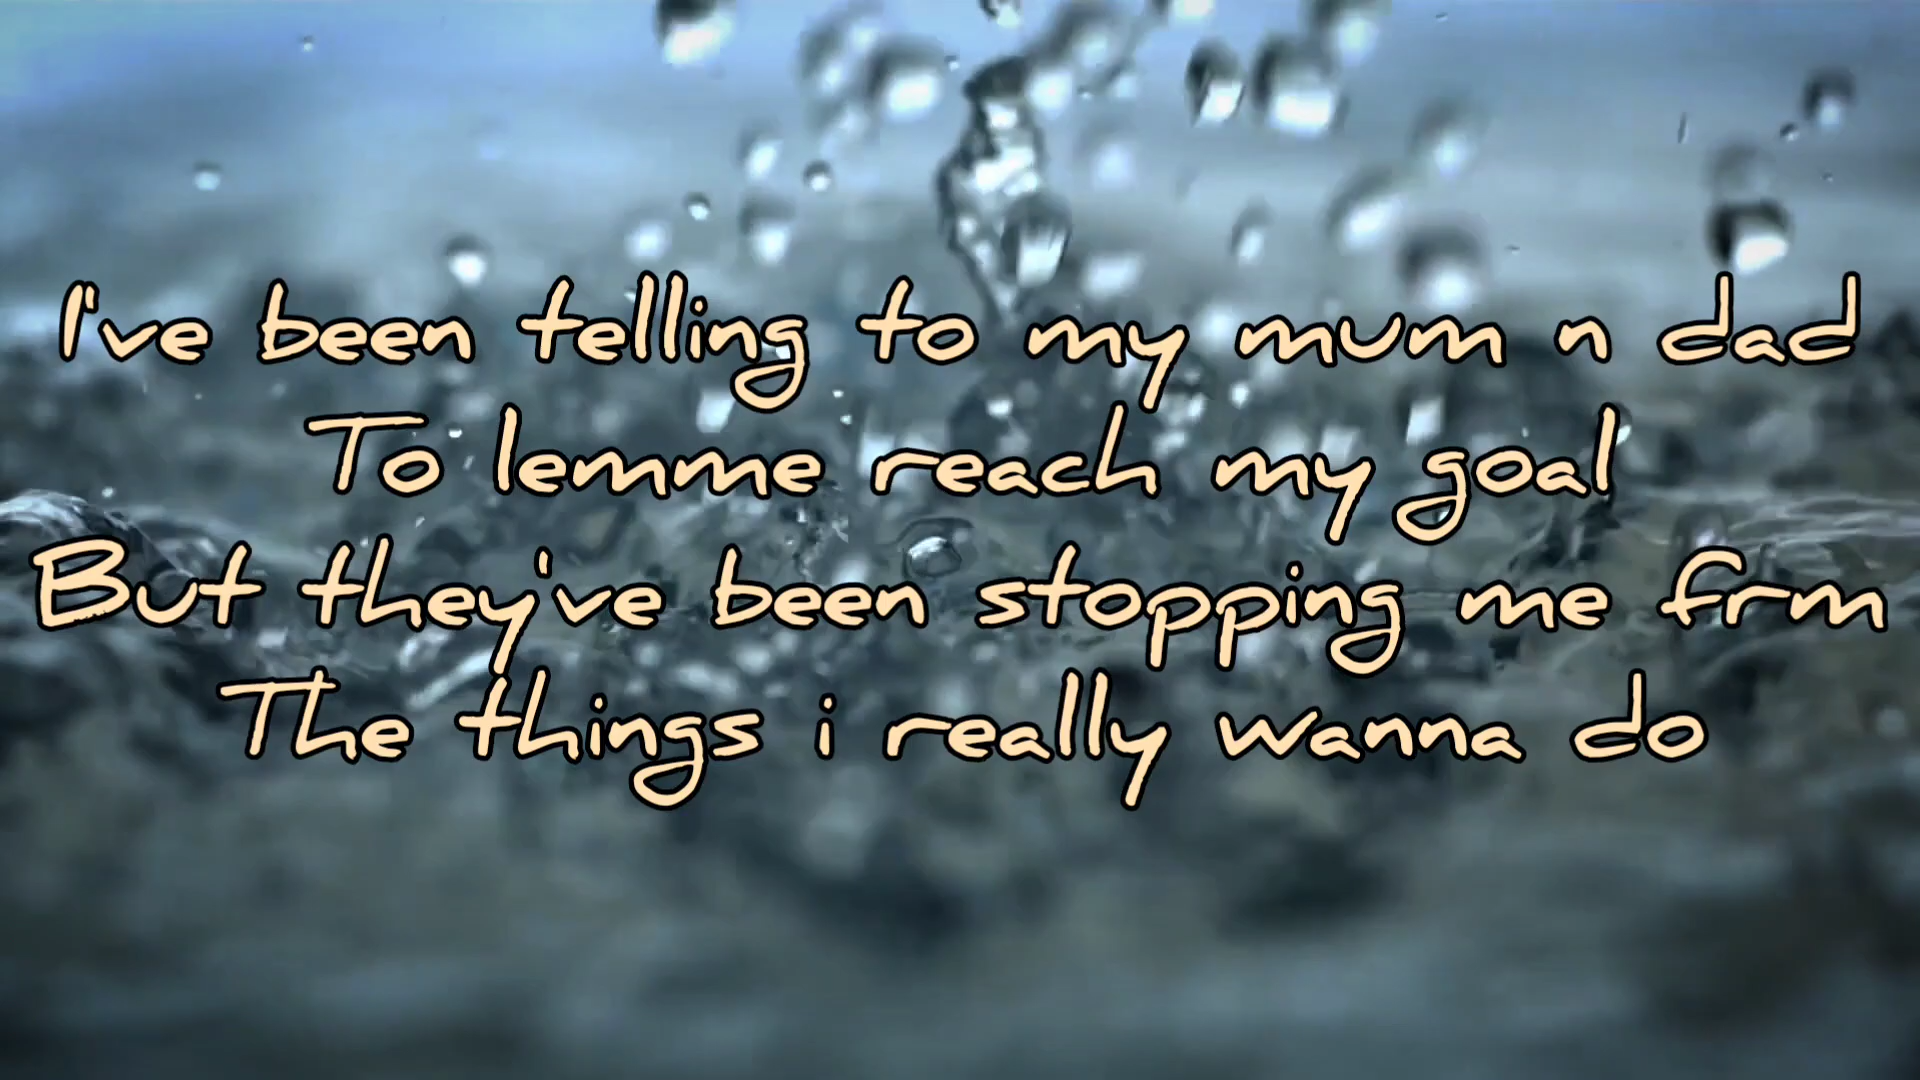 I've been telling to my mum n dad
To lemme reach my goal
But they've been stopping me frm
The things i really wanna do